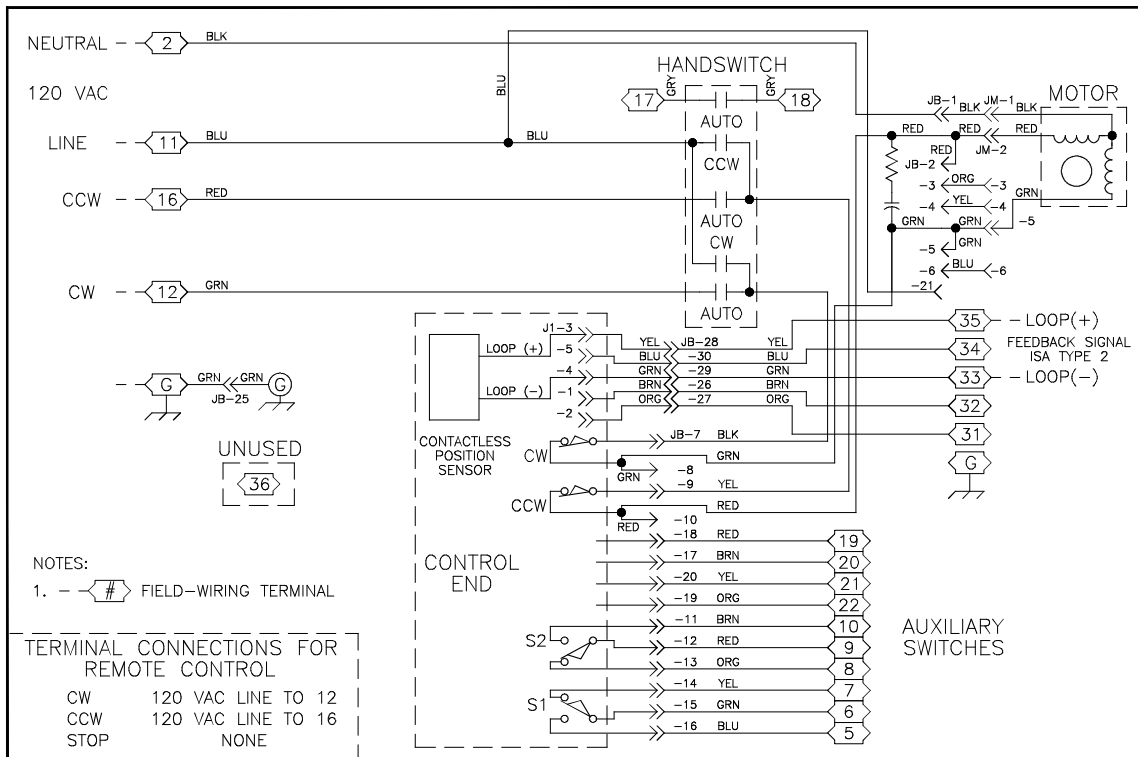 NEUTRAL
2
BLK
120 VAC
LINE
11
BLU
BLU
BLU
CCW
16
RED
CW
12
GRN
HANDSWITCH
17
GRY
GRY
18
AUTO
CCW
AUTO
CW
AUTO
JB-1
BLK
JM-1
BLK
MOTOR
RED
RED
JM-2
RED
RED
JB-2
-3
ORG
-3
-4
YEL
-4
GRN
GRN
-5
GRN
-5
GRN
-6
BLU
-6
-21
G
GRN
GRN
G
JB-25
UNUSED
36
LOOP (+)
LOOP (-)
CONTACTLESS
POSITION
SENSOR
J1-3
-5
-4
-1
-2
YEL
JB-28
YEL
BLU
-30
BLU
GRN
-29
GRN
BRN
-26
BRN
ORG
-27
ORG
35
- LOOP(+)
34
FEEDBACK SIGNAL
ISA TYPE 2
33
- LOOP(-)
32
31
G
CW
JB-7
BLK
GRN
GRN
-8
CCW
-9
YEL
RED
RED
-10
CONTROL
END
-18
RED
19
-17
BRN
20
-20
YEL
21
-19
ORG
22
S2
-11
BRN
10
-12
RED
9
-13
ORG
8
S1
-14
YEL
7
-15
GRN
6
-16
BLU
5
AUXILIARY
SWITCHES
NOTES:
1. - - # FIELD-WIRING TERMINAL
TERMINAL CONNECTIONS FOR
REMOTE CONTROL
CW 120 VAC LINE TO 12
CCW 120 VAC LINE TO 16
STOP NONE